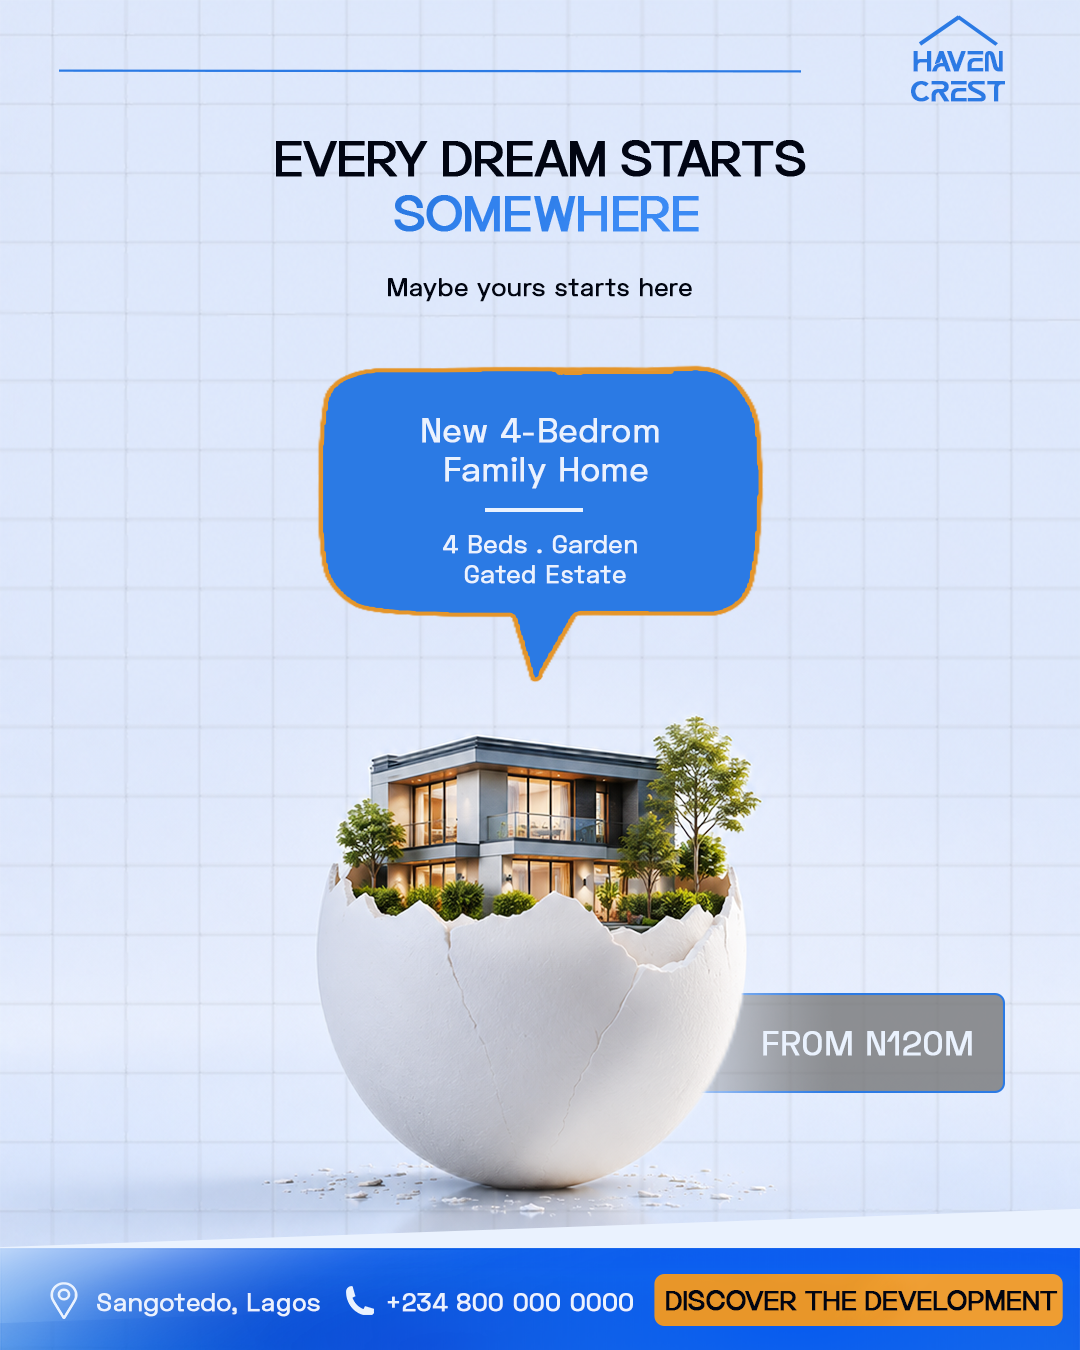 HAVEN
CREST
EVERY DREAM STARTS
SOMEWHERE
Maybe yours starts here
New 4-Bedrom
Family Home
4 Beds . Garden
Gated Estate
FROM N120M
Sangotedo, Lagos
+234 800 000 0000
DISCOVER THE DEVELOPMENT